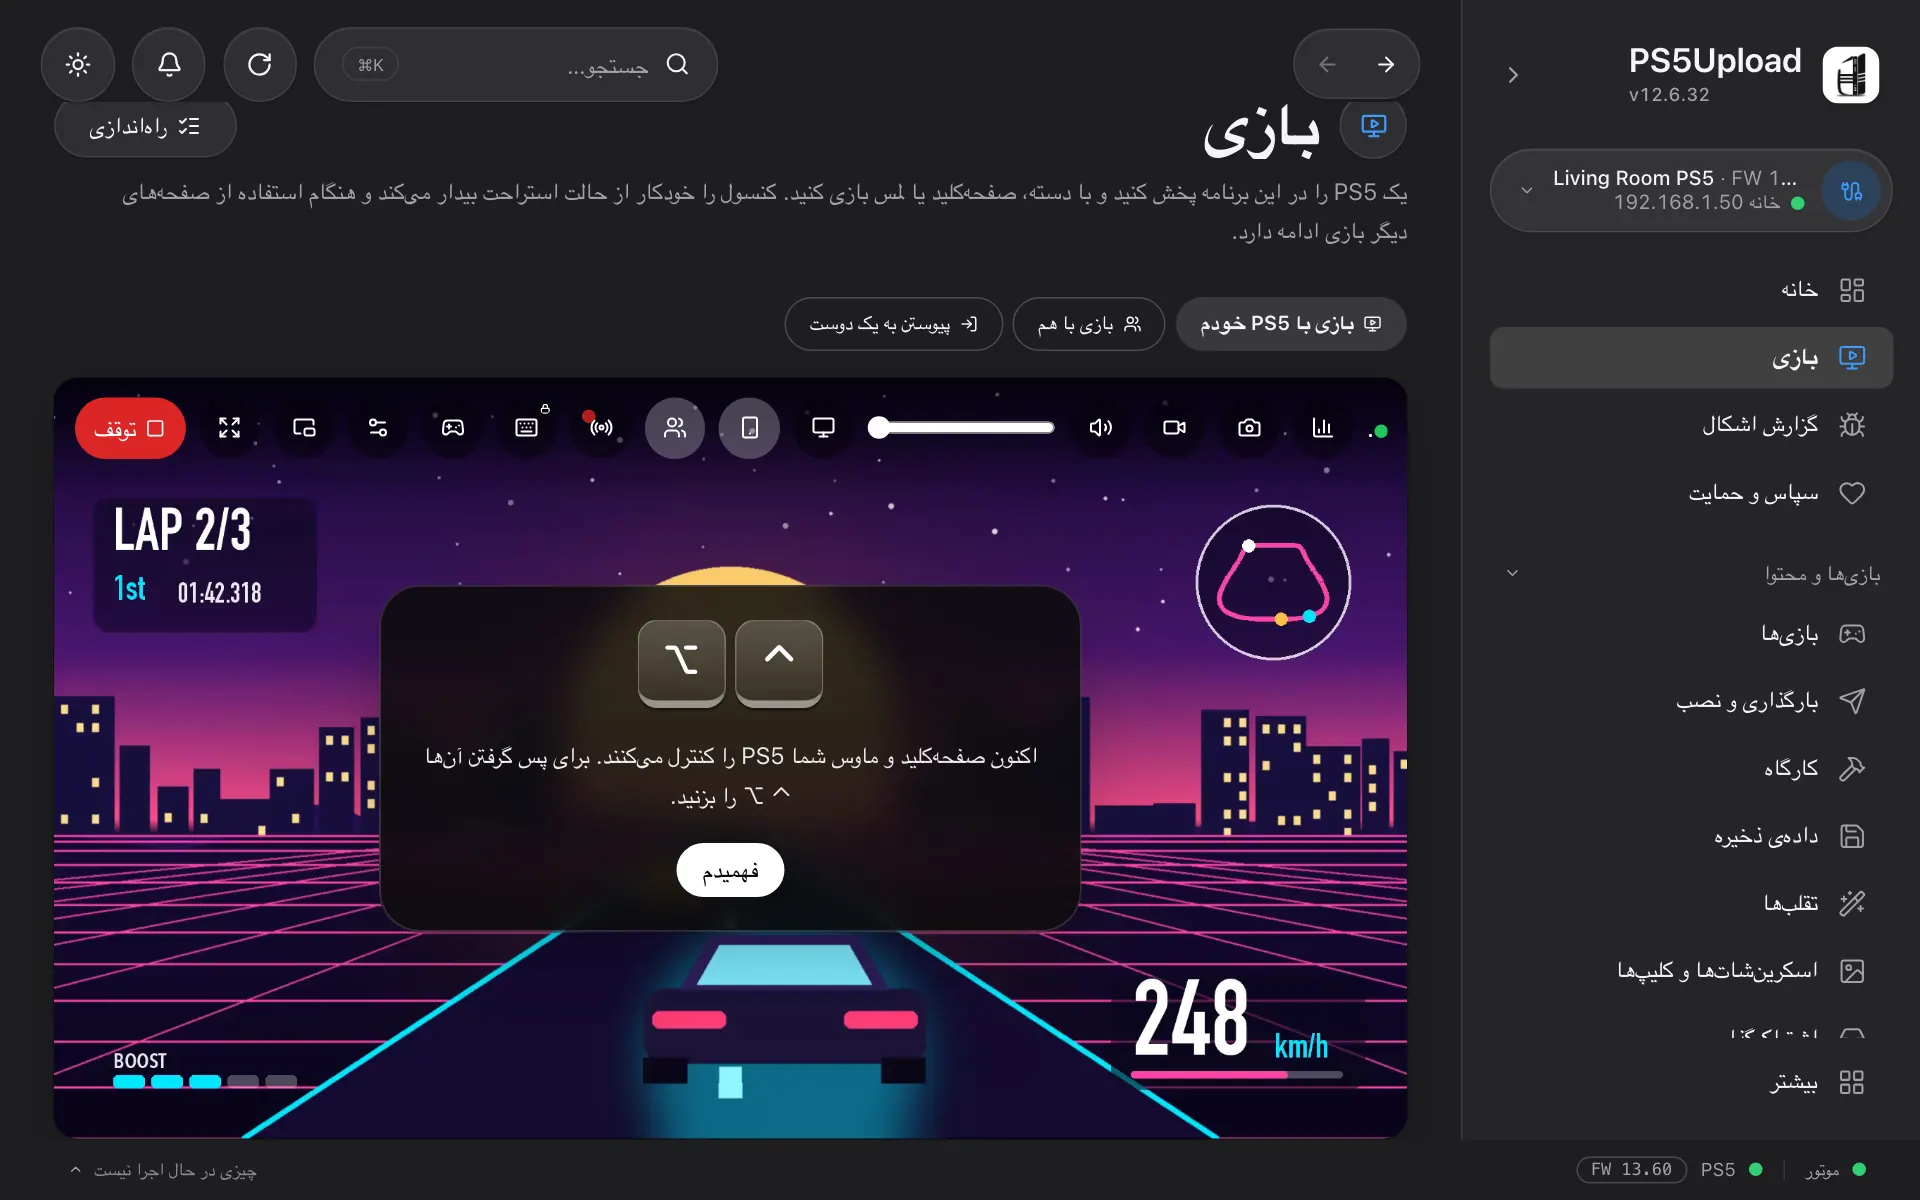 PS5Upload
v12.6.32
Living Room PS5 · FW 1...
خانه 192.168.1.50
خانه
بازی
گزارش اشکال
سپاس و حمایت
بازی‌ها و محتوا
بازی‌ها
بارگذاری و نصب
کارگاه
داده‌ی ذخیره
تقلب‌ها
اسکرین‌شات‌ها و کلیپ‌ها
بیشتر
جستجو...
⌘K
بازی
راه‌اندازی
یک PS5 را در این برنامه پخش کنید و با دسته، صفحه‌کلید یا لمس بازی کنید. کنسول را خودکار از حالت استراحت بیدار می‌کند و هنگام استفاده از صفحه‌های
دیگر بازی ادامه دارد.
بازی با PS5 خودم
بازی با هم
پیوستن به یک دوست
توقف
LAP 2/3
1st 01:42.318
⌃ ⌥
اکنون صفحه‌کلید و ماوس شما PS5 را کنترل می‌کنند. برای پس گرفتن آن‌ها
⌃ ⌥ را بزنید.
فهمیدم
BOOST
248 km/h
موتور
PS5
FW 13.60
چیزی در حال اجرا نیست